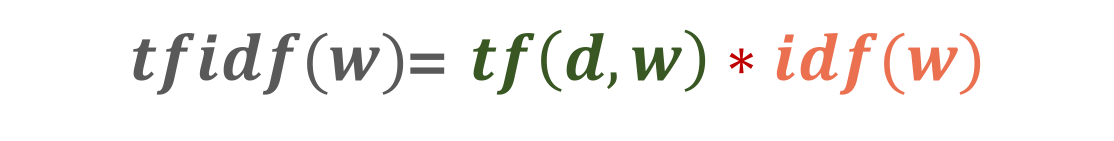 tfidf(w)= tf(d,w) * idf(w)